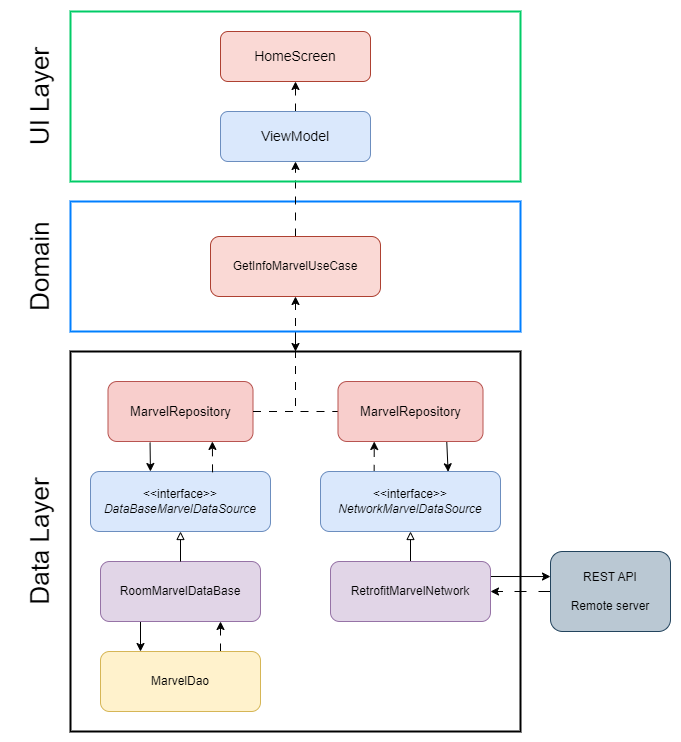 UI Layer
HomeScreen
ViewModel
Domain
GetInfoMarvelUseCase
Data Layer
MarvelRepository
MarvelRepository
<<interface>>
DataBaseMarvelDataSource
<<interface>>
NetworkMarvelDataSource
RoomMarvelDataBase
RetrofitMarvelNetwork
REST API
Remote server
MarvelDao